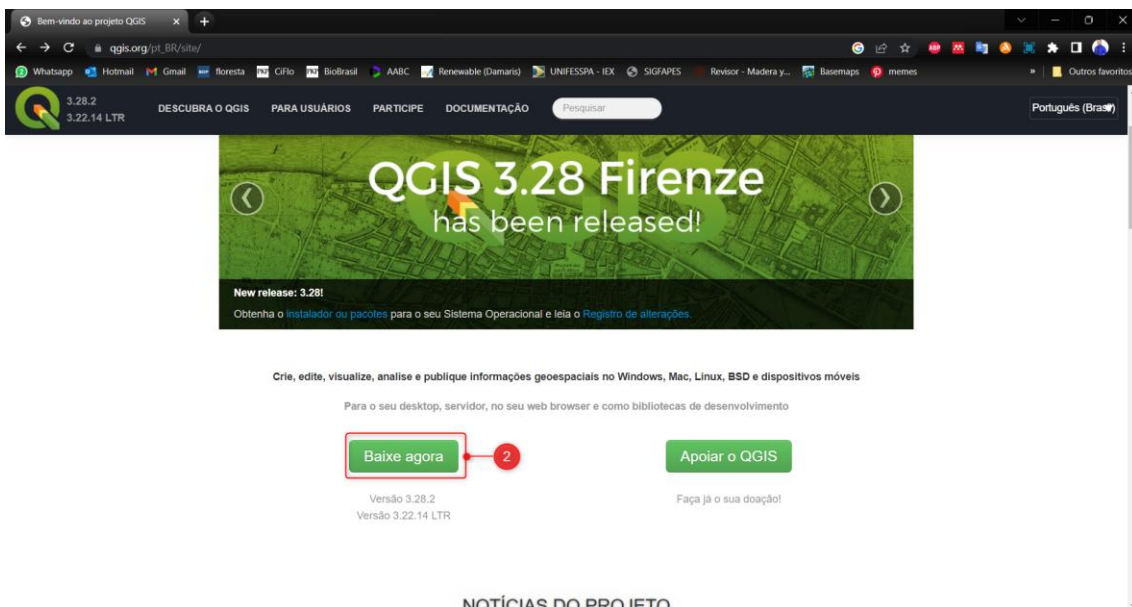 Bem-vindo ao projeto QGIS
qgis.org/pt_BR/site/
Whatsapp Hotmail Gmail floresta CiFlo BioBrasil AABC Renewable (Damaris) UNIFESSPA - IEX SIGFAPES Revisor - Madera y... Basemaps memes » Outros favoritos
3.28.2
3.22.14 LTR
DESCUBRA O QGIS PARA USUÁRIOS PARTICIPE DOCUMENTAÇÃO Pesquisar Português (Brasil)
QGIS 3.28 Firenze
has been released!
New release: 3.28!
Obtenha o instalador ou pacotes para o seu Sistema Operacional e leia o Registro de alterações.
Crie, edite, visualize, analise e publique informações geoespaciais no Windows, Mac, Linux, BSD e dispositivos móveis
Para o seu desktop, servidor, no seu web browser e como bibliotecas de desenvolvimento
Baixe agora 2 Apoiar o QGIS
Versão 3.28.2 Faça já o sua doação!
Versão 3.22.14 LTR
NOTÍCIAS DO PROJETO